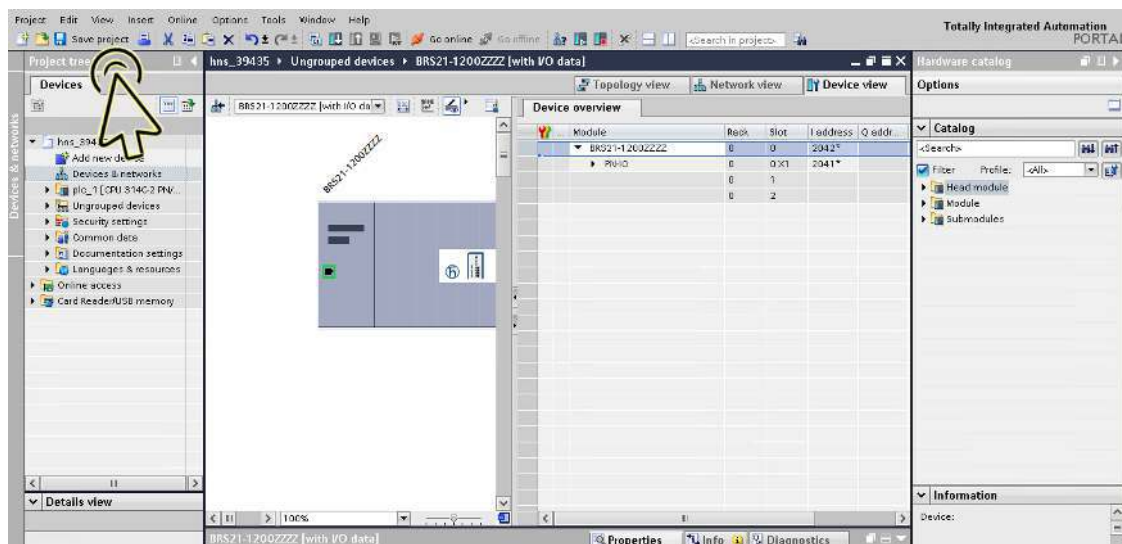 Project Edit View Insert Online Options Tools Window Help
Save project
Go online
Go offline
<Search in project>
Totally Integrated Automation
PORTAL
Project tree
hns_39435 ▸ Ungrouped devices ▸ BRS21-1200ZZZZ [with I/O data]
Hardware catalog
Devices
Topology view
Network view
Device view
Options
BRS21-1200ZZZZ [with I/O da
Device overview
Devices & networks
BRS21-1200ZZZZ
Module Rack Slot I address Q addr...
BRS21-1200ZZZZ 0 0 2042*
PN-IO 0 0 X1 2041*
0 1
0 2
Add new de
Devices & networks
plc_1 [CPU 314C-2 PN/...
Ungrouped devices
Security settings
Common data
Documentation settings
Languages & resources
Online access
Card Reader/USB memory
Catalog
<Search>
Filter Profile: <All>
Head module
Module
Submodules
Details view
100%
Information
Device:
BRS21-1200ZZZZ [with I/O data]
Properties
Info
Diagnostics